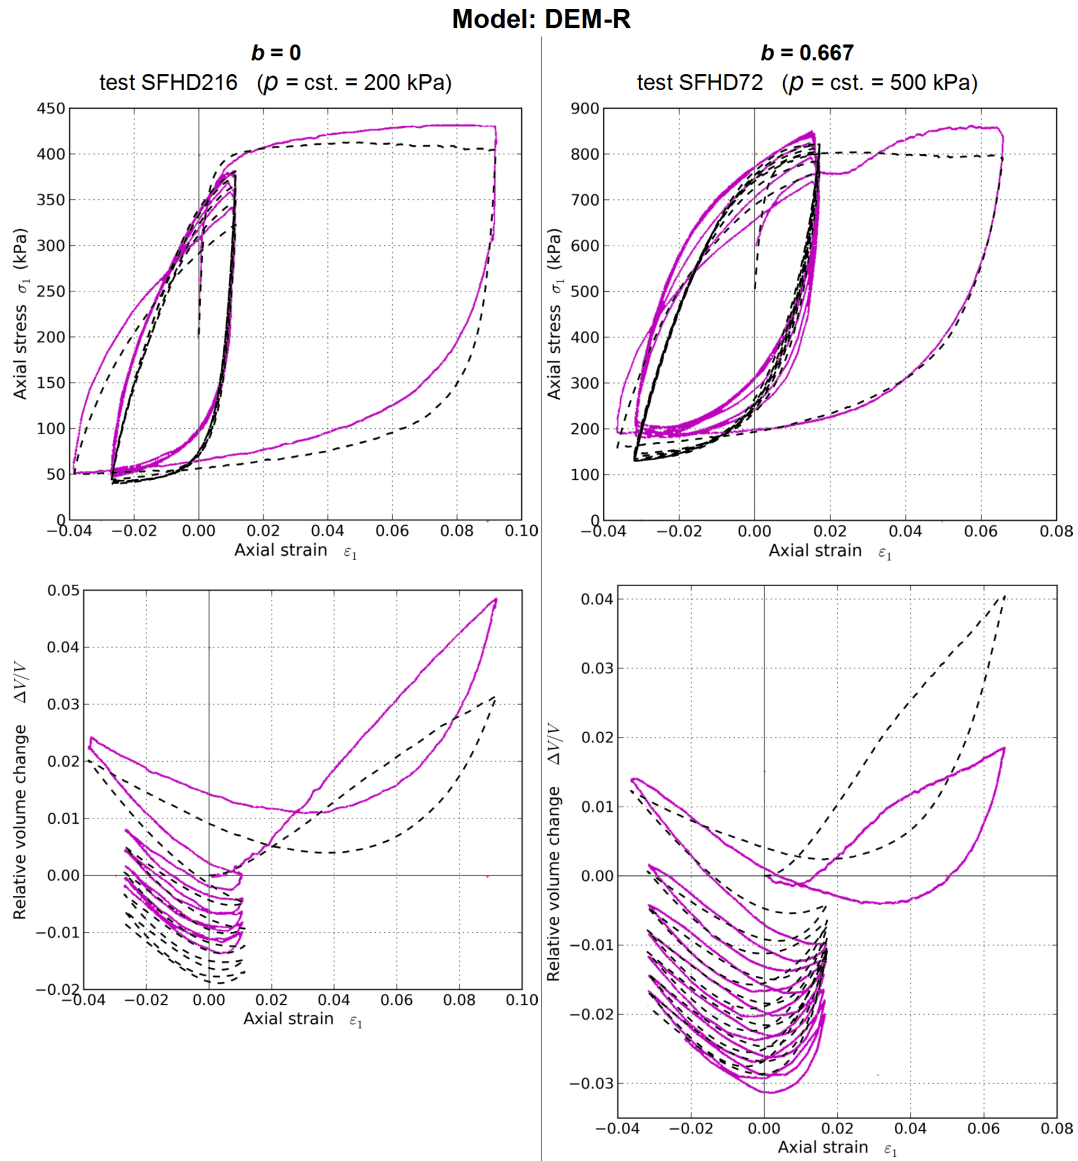 Model: DEM-R
b = 0
test SFHD216 (p = cst. = 200 kPa)
450
400
350
300
250
200
150
100
50
0
Axial stress σ₁ (kPa)
−0.04 −0.02 0.00 0.02 0.04 0.06 0.08 0.10
Axial strain ε₁
0.05
0.04
0.03
0.02
0.01
0.00
−0.01
−0.02
Relative volume change ΔV/V
−0.04 −0.02 0.00 0.02 0.04 0.06 0.08 0.10
Axial strain ε₁
b = 0.667
test SFHD72 (p = cst. = 500 kPa)
900
800
700
600
500
400
300
200
100
0
Axial stress σ₁ (kPa)
−0.04 −0.02 0.00 0.02 0.04 0.06 0.08
Axial strain ε₁
0.04
0.03
0.02
0.01
0.00
−0.01
−0.02
−0.03
Relative volume change ΔV/V
−0.04 −0.02 0.00 0.02 0.04 0.06 0.08
Axial strain ε₁